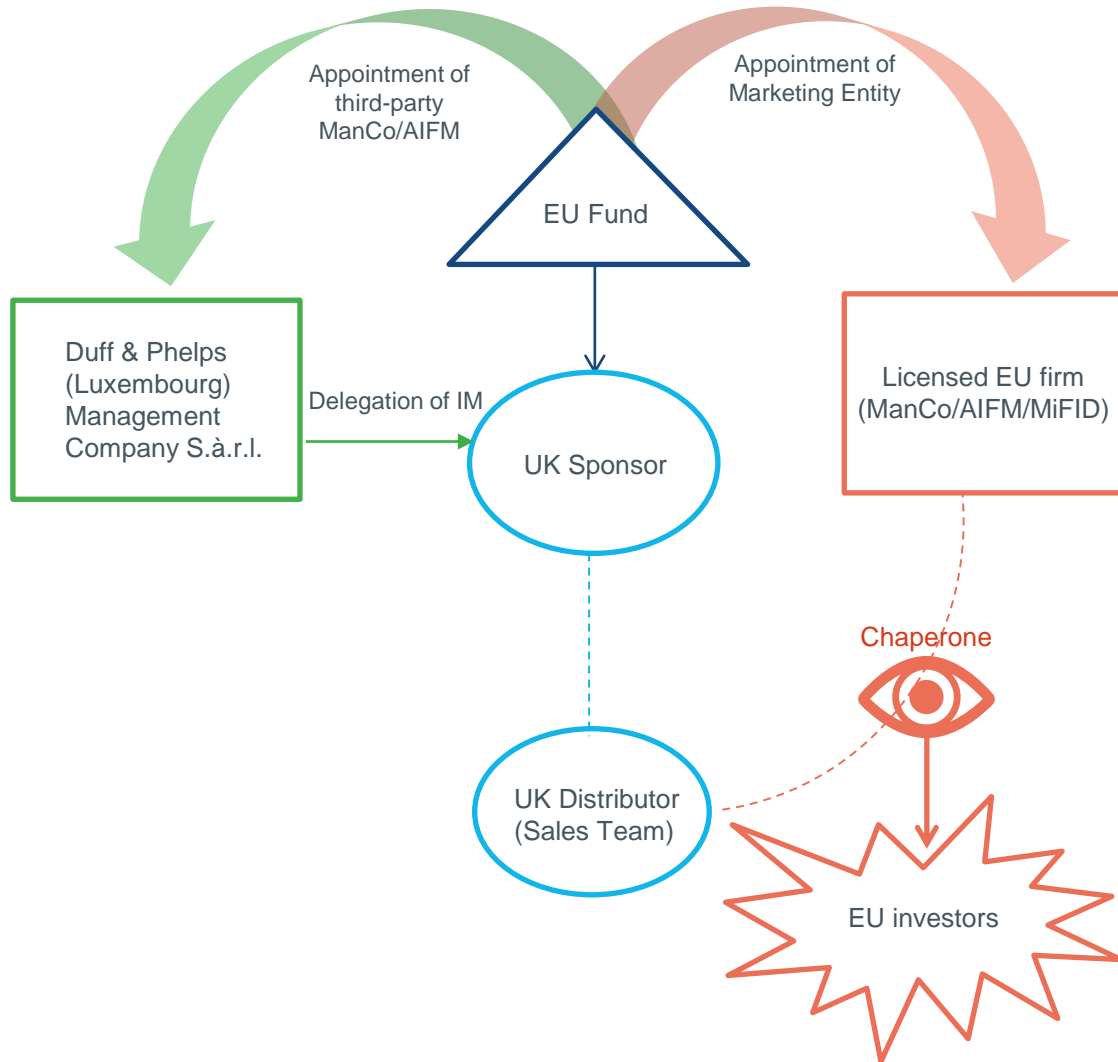 Appointment of
third-party
ManCo/AIFM
Appointment of
Marketing Entity
EU Fund
Duff & Phelps
(Luxembourg)
Management
Company S.à.r.l.
Delegation of IM
UK Sponsor
Licensed EU firm
(ManCo/AIFM/MiFID)
Chaperone
UK Distributor
(Sales Team)
EU investors